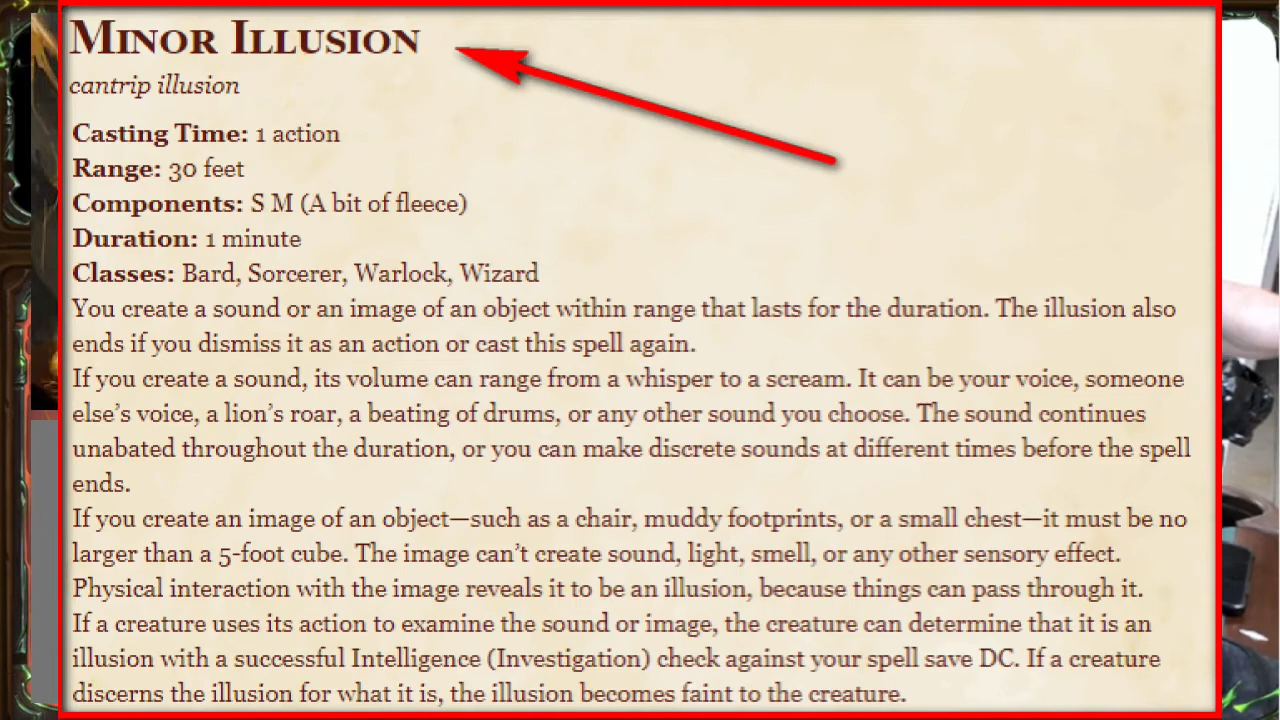 Minor Illusion
cantrip illusion
Casting Time: 1 action
Range: 30 feet
Components: S M (A bit of fleece)
Duration: 1 minute
Classes: Bard, Sorcerer, Warlock, Wizard
You create a sound or an image of an object within range that lasts for the duration. The illusion also
ends if you dismiss it as an action or cast this spell again.
If you create a sound, its volume can range from a whisper to a scream. It can be your voice, someone
else’s voice, a lion’s roar, a beating of drums, or any other sound you choose. The sound continues
unabated throughout the duration, or you can make discrete sounds at different times before the spell
ends.
If you create an image of an object—such as a chair, muddy footprints, or a small chest—it must be no
larger than a 5-foot cube. The image can’t create sound, light, smell, or any other sensory effect.
Physical interaction with the image reveals it to be an illusion, because things can pass through it.
If a creature uses its action to examine the sound or image, the creature can determine that it is an
illusion with a successful Intelligence (Investigation) check against your spell save DC. If a creature
discerns the illusion for what it is, the illusion becomes faint to the creature.